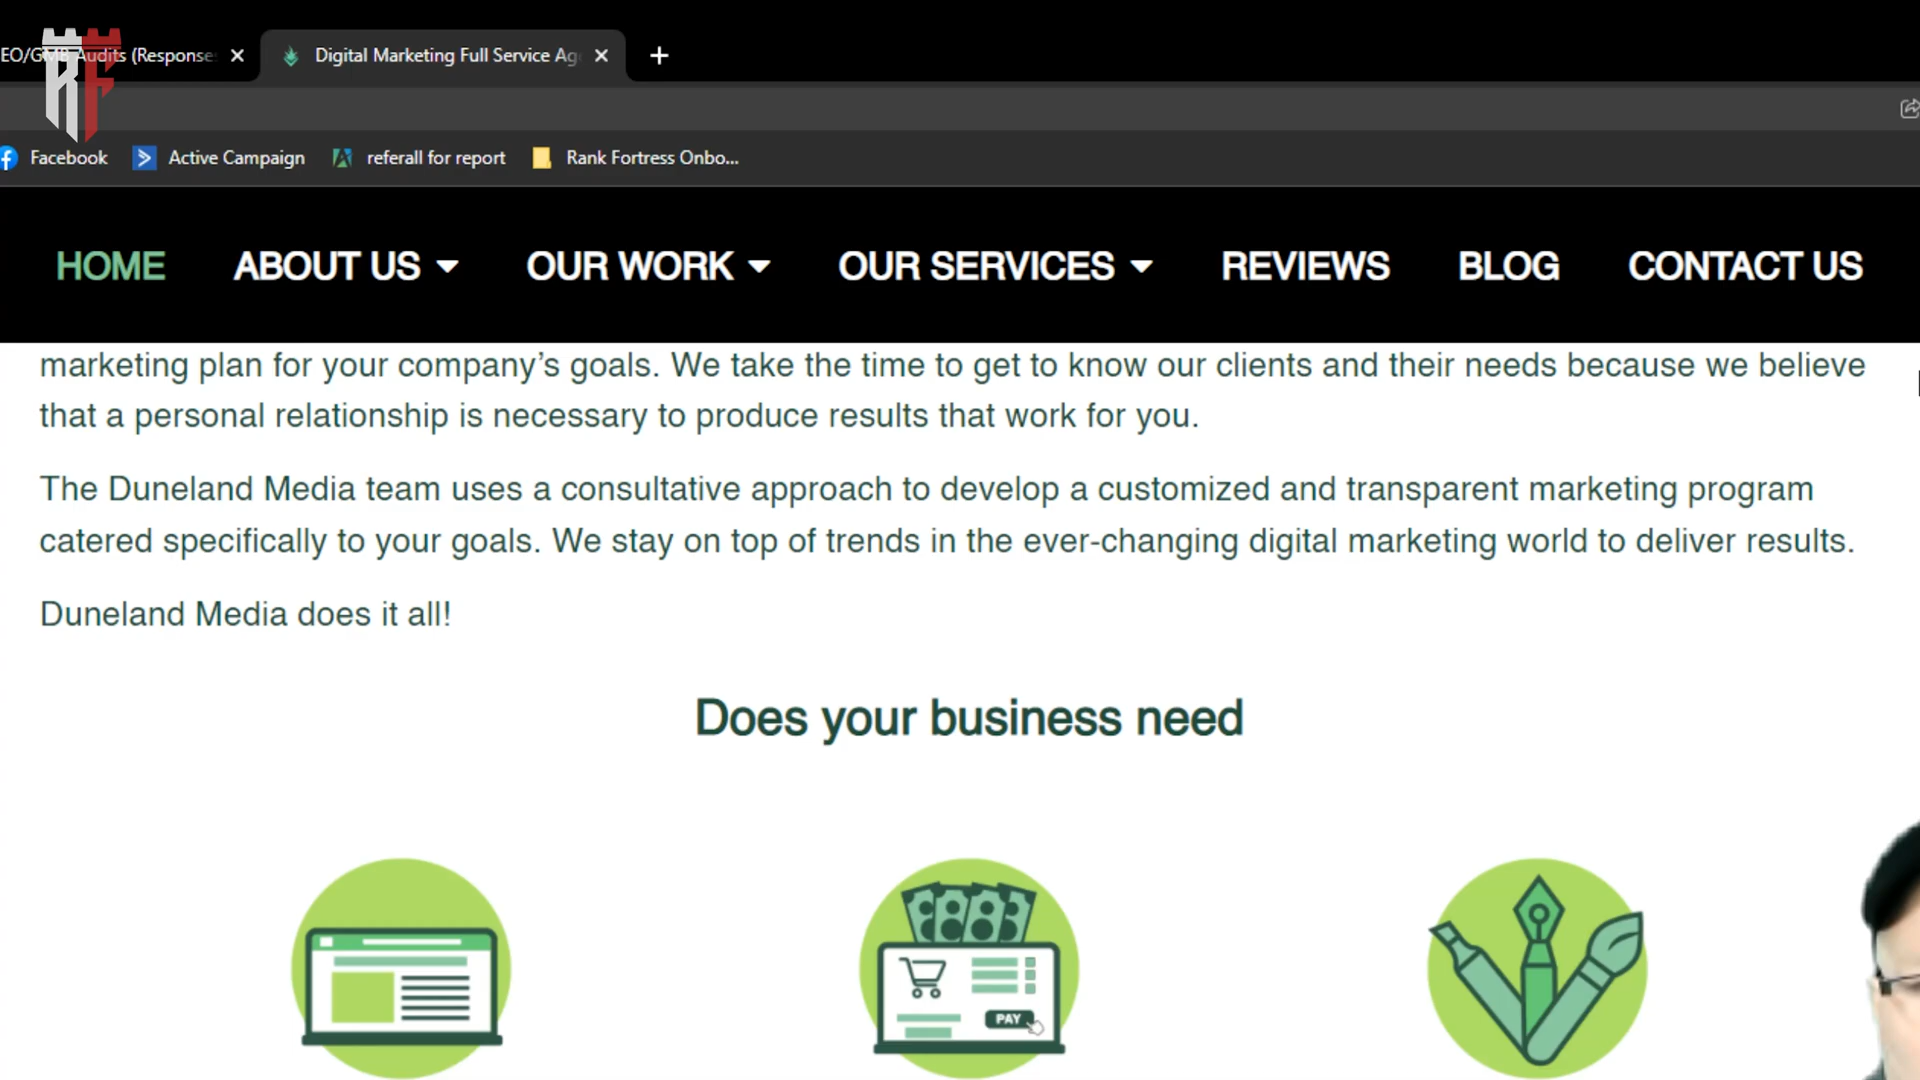 EO/GMB Audits (Response
Digital Marketing Full Service Ag
Facebook
Active Campaign
referall for report
Rank Fortress Onbo...
HOME
ABOUT US
OUR WORK
OUR SERVICES
REVIEWS
BLOG
CONTACT US
marketing plan for your company’s goals. We take the time to get to know our clients and their needs because we believe
that a personal relationship is necessary to produce results that work for you.
The Duneland Media team uses a consultative approach to develop a customized and transparent marketing program
catered specifically to your goals. We stay on top of trends in the ever-changing digital marketing world to deliver results.
Duneland Media does it all!
Does your business need
PAY